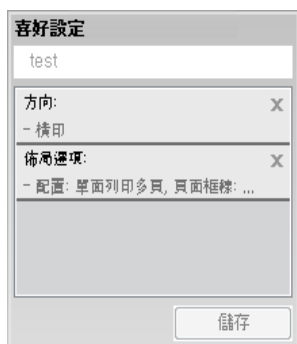 喜好設定
test
方向:
- 橫印
佈局選項:
- 配置: 單面列印多頁, 頁面框線: ...
儲存